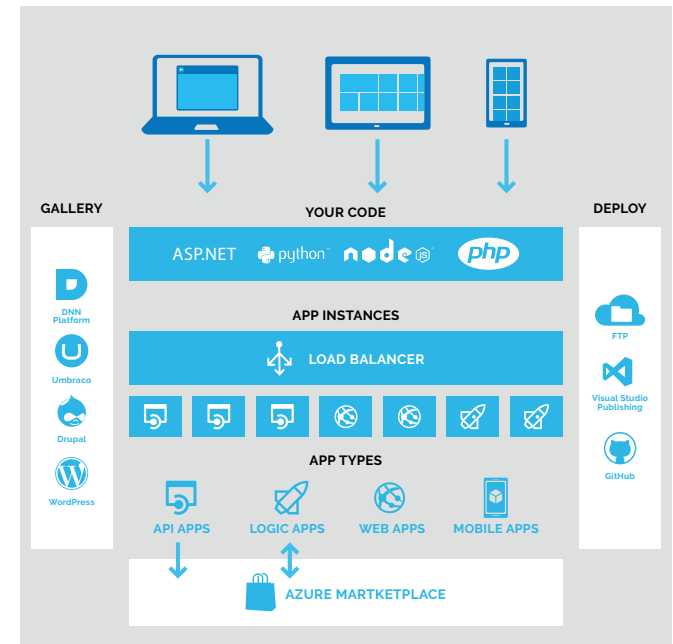 GALLERY
DNN
Platform
Umbraco
Drupal
WordPress
YOUR CODE
ASP.NET
python
node
JS
php
APP INSTANCES
LOAD BALANCER
APP TYPES
API APPS
LOGIC APPS
WEB APPS
MOBILE APPS
AZURE MARTKETPLACE
DEPLOY
FTP
Visual Studio
Publishing
GitHub